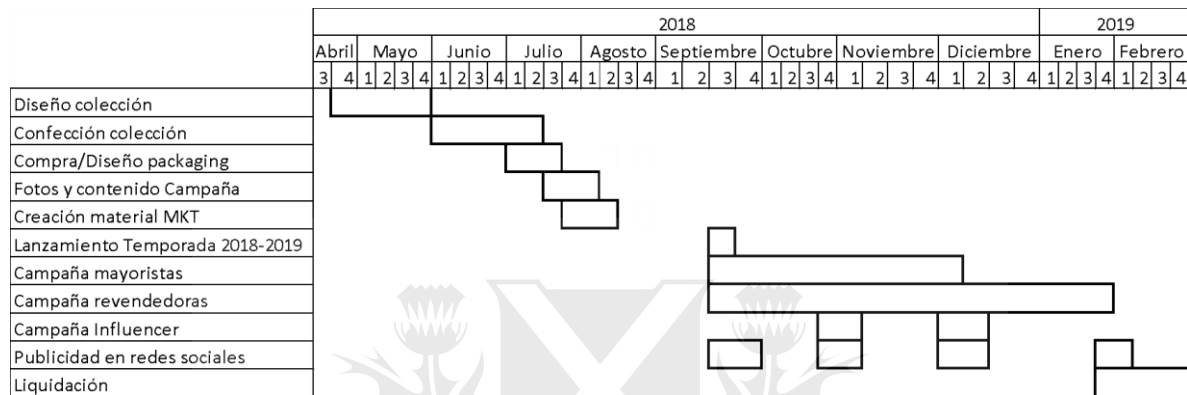 2018 2019
Abril Mayo Junio Julio Agosto Septiembre Octubre Noviembre Diciembre Enero Febrero
3 4 1 2 3 4 1 2 3 4 1 2 3 4 1 2 3 4 1 2 3 4 1 2 3 4 1 2 3 4 1 2 3 4 1 2 3 4 1 2 3 4
Diseño colección
Confección colección
Compra/Diseño packaging
Fotos y contenido Campaña
Creación material MKT
Lanzamiento Temporada 2018-2019
Campaña mayoristas
Campaña revendedoras
Campaña Influencer
Publicidad en redes sociales
Liquidación